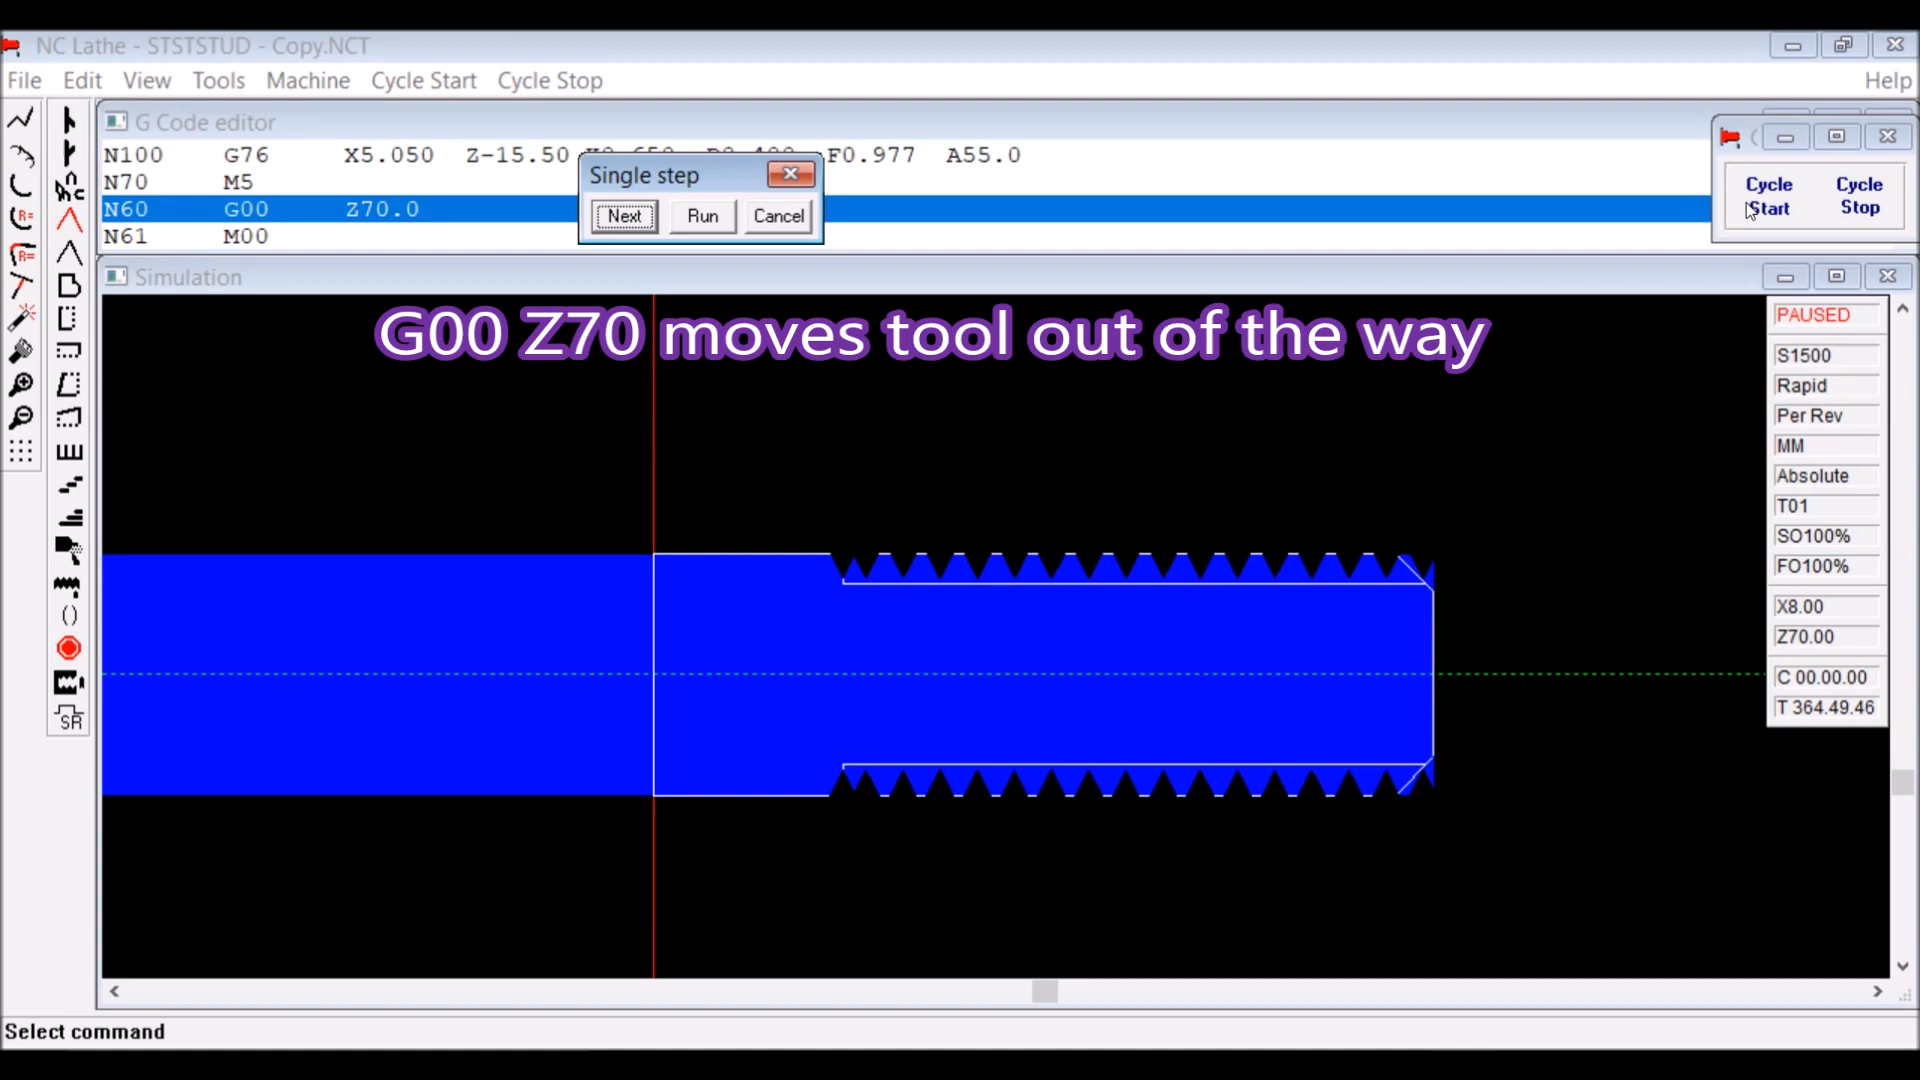 NC Lathe - STSTSTUD - Copy.NCT
File Edit View Tools Machine Cycle Start Cycle Stop Help
G Code editor
N100 G76 X5.050 Z-15.50 F0.977 A55.0
N70 M5
N60 G00 Z70.0
N61 M00
Single step
Next Run Cancel
Cycle Start
Cycle Stop
Simulation
G00 Z70 moves tool out of the way
PAUSED
S1500
Rapid
Per Rev
MM
Absolute
T01
SO100%
FO100%
X8.00
Z70.00
C 00.00.00
T 364.49.46
R=
R=
SR
Select command